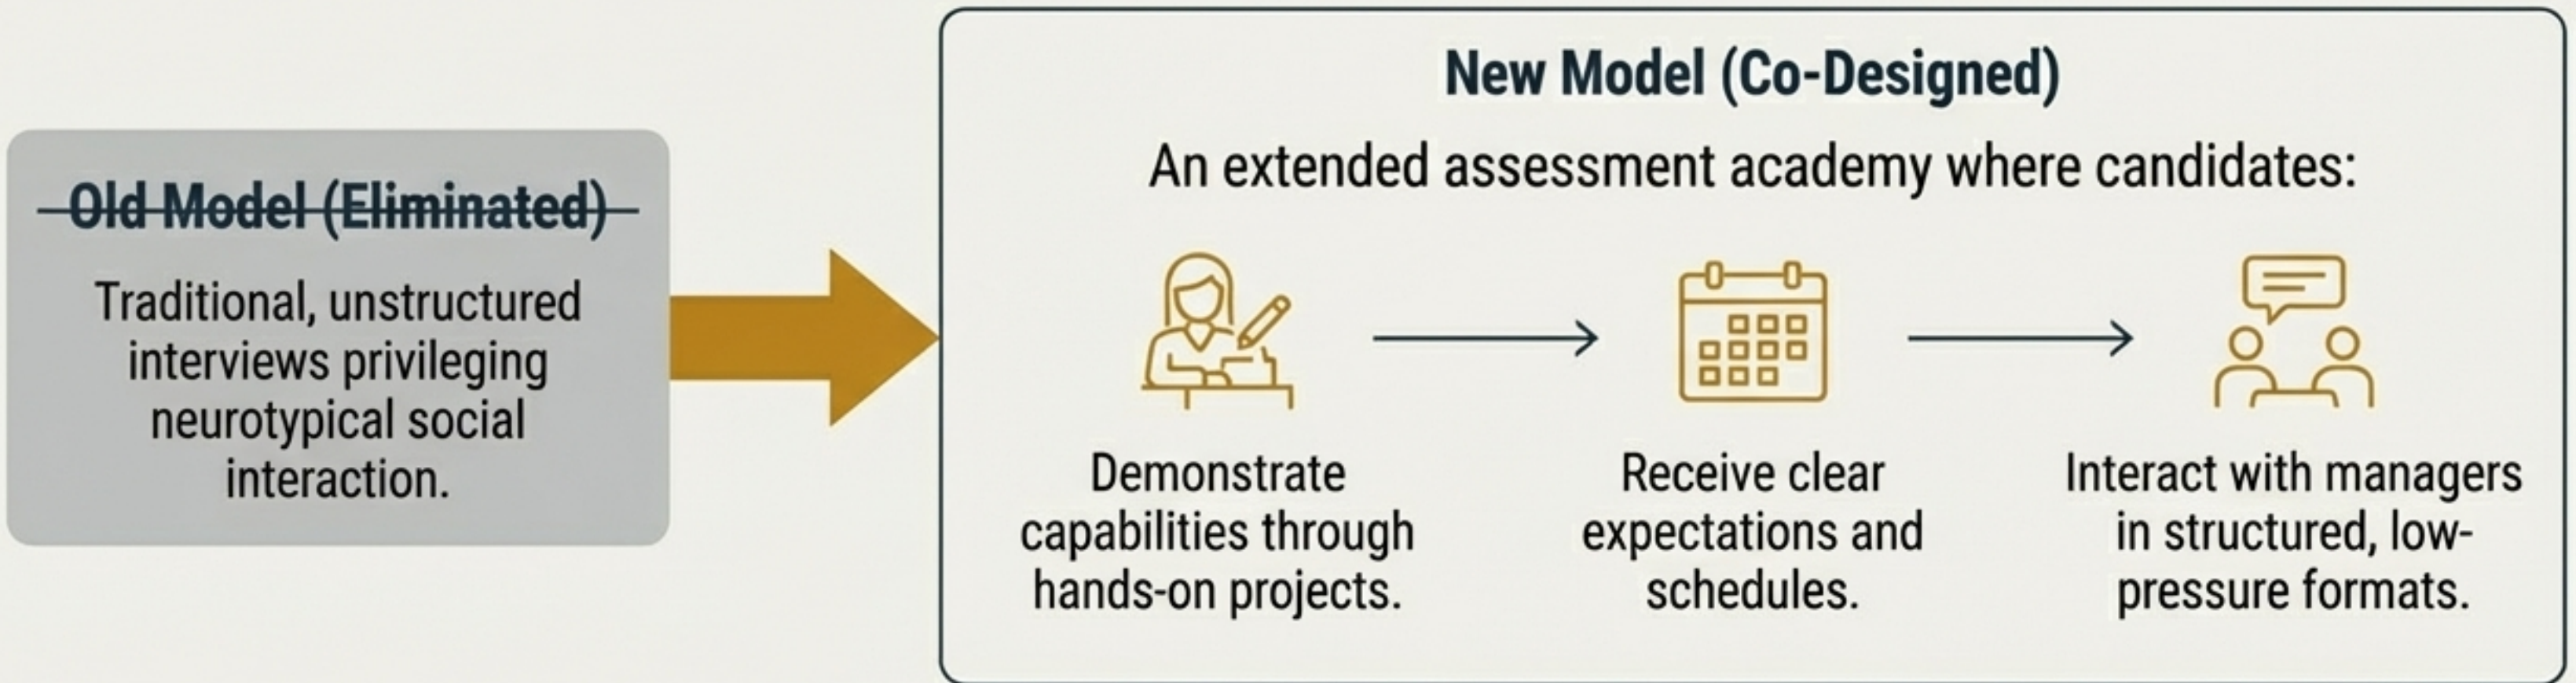 Old Model (Eliminated)
Traditional, unstructured
interviews privileging
neurotypical social
interaction.
New Model (Co-Designed)
An extended assessment academy where candidates:
Demonstrate
capabilities through
hands-on projects.
Receive clear
expectations and
schedules.
Interact with managers
in structured, low-
pressure formats.